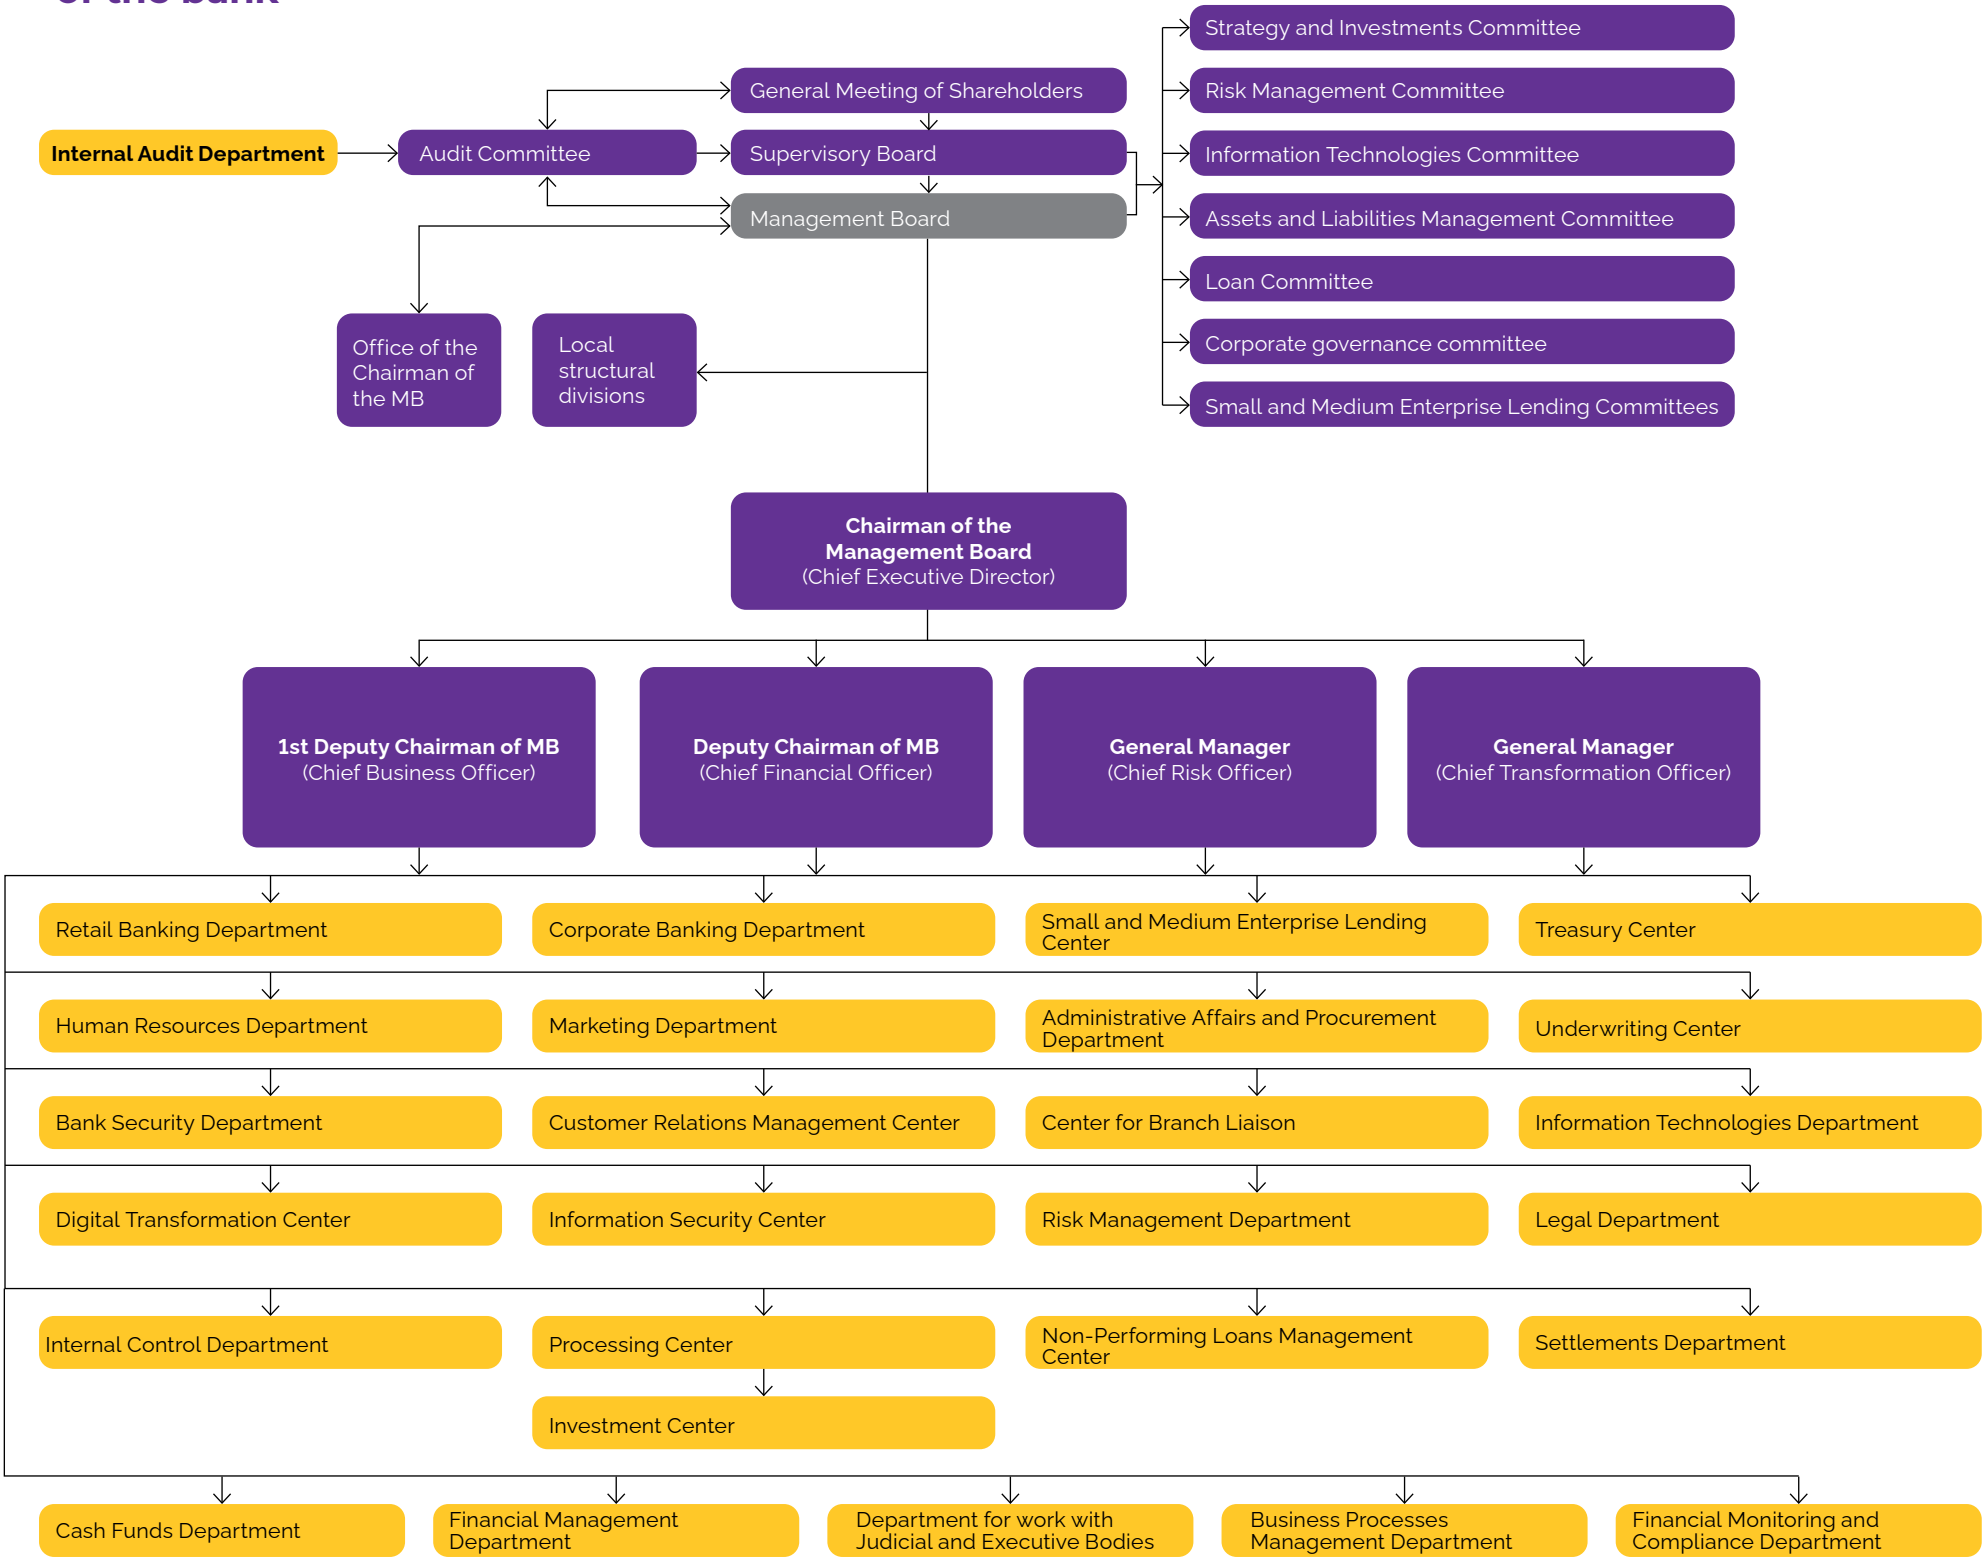 of the bank
Strategy and Investments Committee
General Meeting of Shareholders
Risk Management Committee
Internal Audit Department
Audit Committee
Supervisory Board
Information Technologies Committee
Management Board
Assets and Liabilities Management Committee
Loan Committee
Office of the
Chairman of
the MB
Local
structural
divisions
Corporate governance committee
Small and Medium Enterprise Lending Committees
Chairman of the
Management Board
(Chief Executive Director)
1st Deputy Chairman of MB
(Chief Business Officer)
Deputy Chairman of MB
(Chief Financial Officer)
General Manager
(Chief Risk Officer)
General Manager
(Chief Transformation Officer)
Retail Banking Department
Corporate Banking Department
Small and Medium Enterprise Lending
Center
Treasury Center
Human Resources Department
Marketing Department
Administrative Affairs and Procurement
Department
Underwriting Center
Bank Security Department
Customer Relations Management Center
Center for Branch Liaison
Information Technologies Department
Digital Transformation Center
Information Security Center
Risk Management Department
Legal Department
Internal Control Department
Processing Center
Non-Performing Loans Management
Center
Settlements Department
Investment Center
Cash Funds Department
Financial Management
Department
Department for work with
Judicial and Executive Bodies
Business Processes
Management Department
Financial Monitoring and
Compliance Department